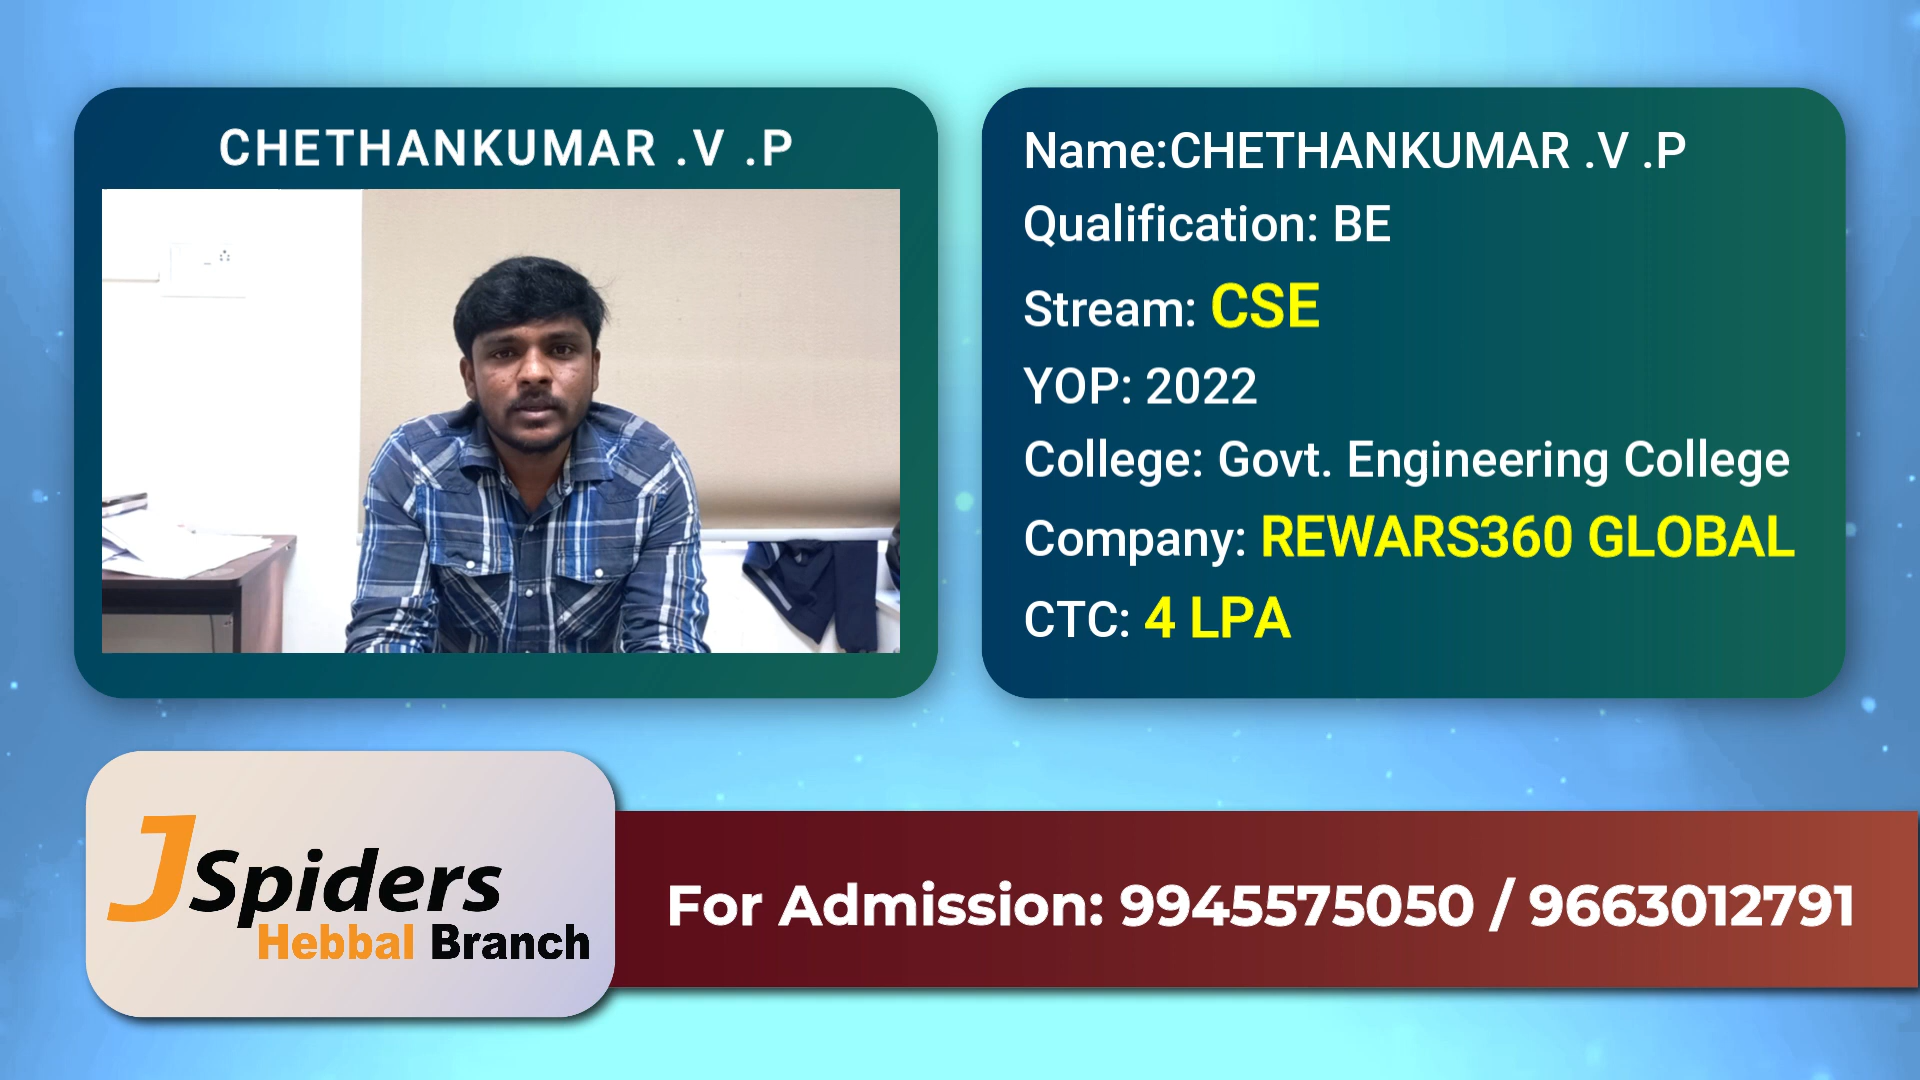 CHETHANKUMAR .V .P
Name:CHETHANKUMAR .V .P
Qualification: BE
Stream: CSE
YOP: 2022
College: Govt. Engineering College
Company: REWARS360 GLOBAL
CTC: 4 LPA
JSpiders
Hebbal Branch
For Admission: 9945575050 / 9663012791